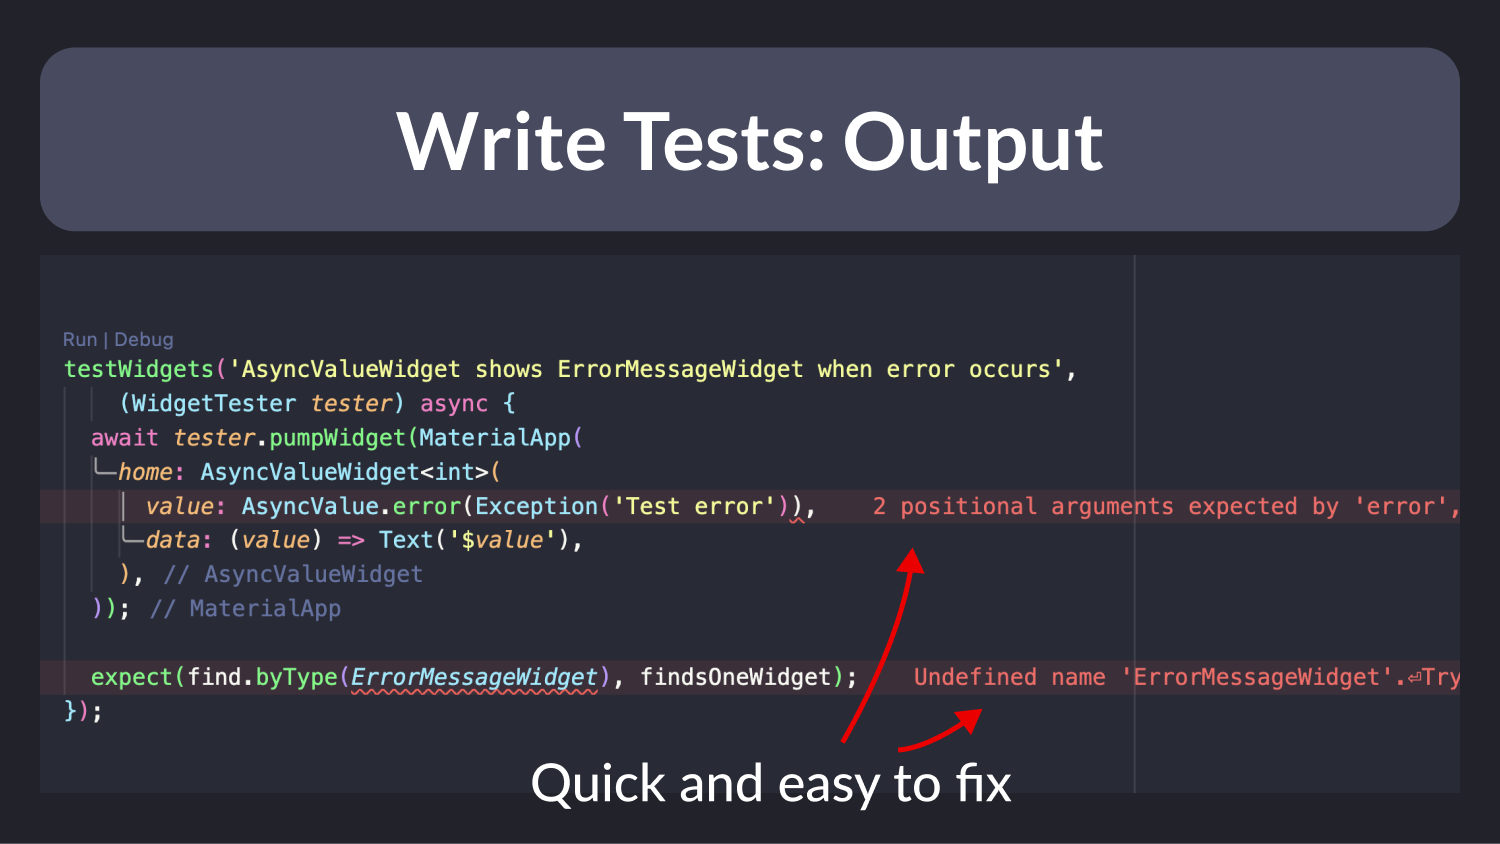 Write Tests: Output
Run | Debug
testWidgets('AsyncValueWidget shows ErrorMessageWidget when error occurs',
(WidgetTester tester) async {
await tester.pumpWidget(MaterialApp(
home: AsyncValueWidget<int>(
value: AsyncValue.error(Exception('Test error')), 2 positional arguments expected by 'error',
data: (value) => Text('$value'),
), // AsyncValueWidget
)); // MaterialApp
expect(find.byType(ErrorMessageWidget), findsOneWidget); Undefined name 'ErrorMessageWidget'.⏎Try
});
Quick and easy to fix